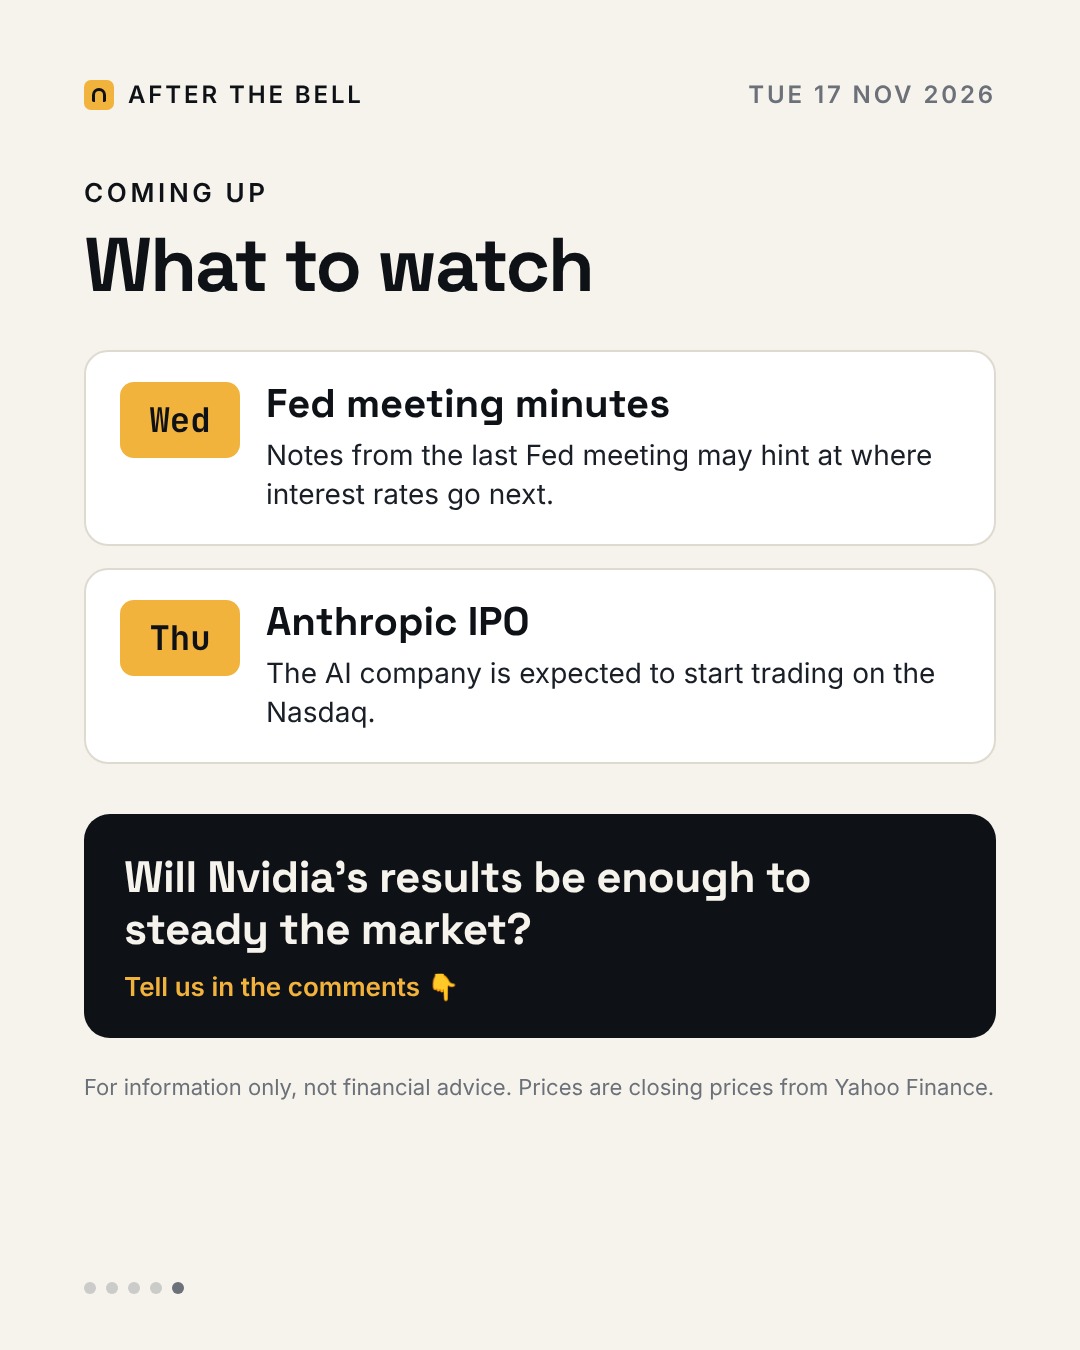 AFTER THE BELL
TUE 17 NOV 2026
COMING UP
What to watch
Wed
Fed meeting minutes
Notes from the last Fed meeting may hint at where
interest rates go next.
Thu
Anthropic IPO
The AI company is expected to start trading on the
Nasdaq.
Will Nvidia’s results be enough to
steady the market?
Tell us in the comments 👇
For information only, not financial advice. Prices are closing prices from Yahoo Finance.